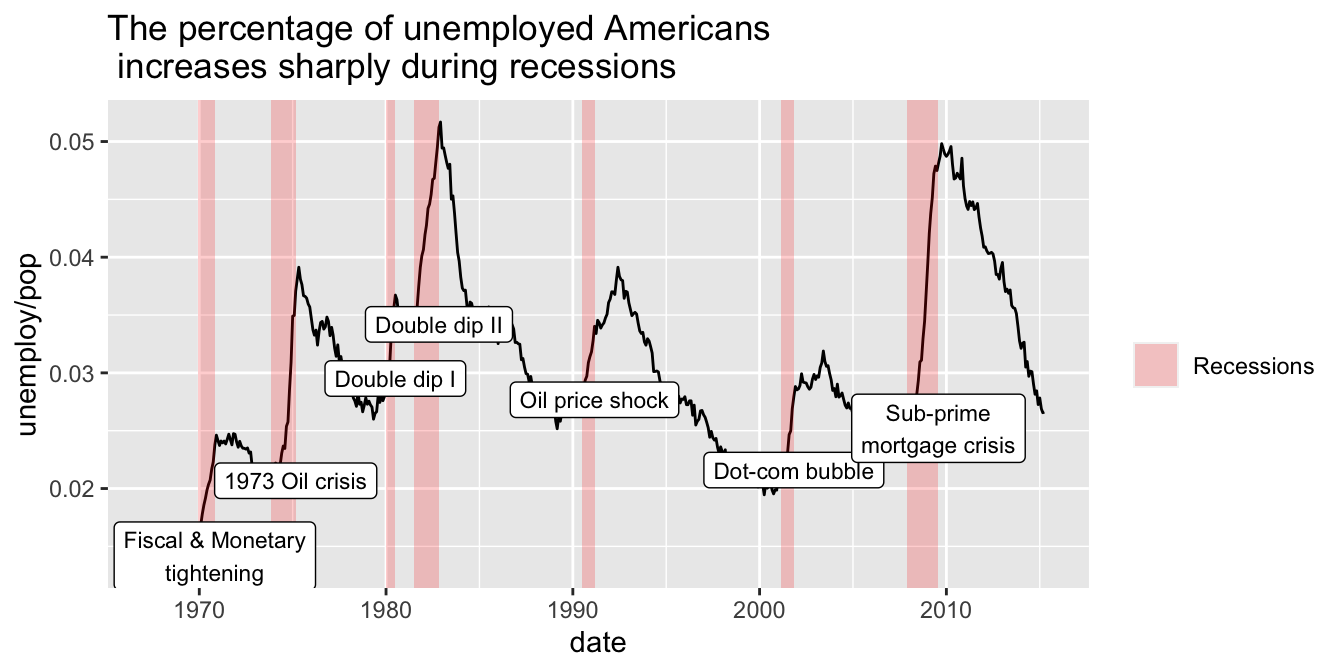 The percentage of unemployed Americans
increases sharply during recessions
unemploy/pop
0.05
0.04
0.03
0.02
Double dip II
Double dip I
Oil price shock
Sub-prime
mortgage crisis
Dot-com bubble
1973 Oil crisis
Fiscal & Monetary
tightening
1970
1980
1990
2000
2010
date
Recessions